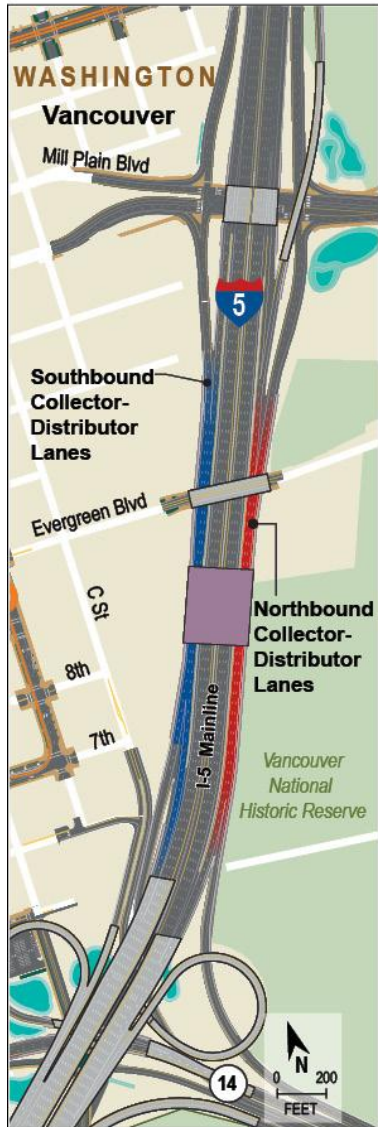 WASHINGTON
Vancouver
Mill Plain Blvd
5
Southbound
Collector-
Distributor
Lanes
Evergreen Blvd
C St
Northbound
Collector-
Distributor
Lanes
8th
7th
I-5 Mainline
Vancouver
National
Historic Reserve
14
N
0 200
FEET